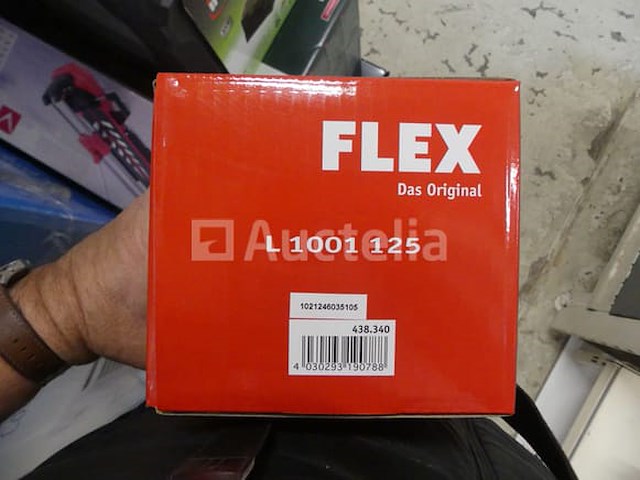 FLEX
Das Original
Auctelia
L 1001 125
1021246035105
438.340
4 030293 190788